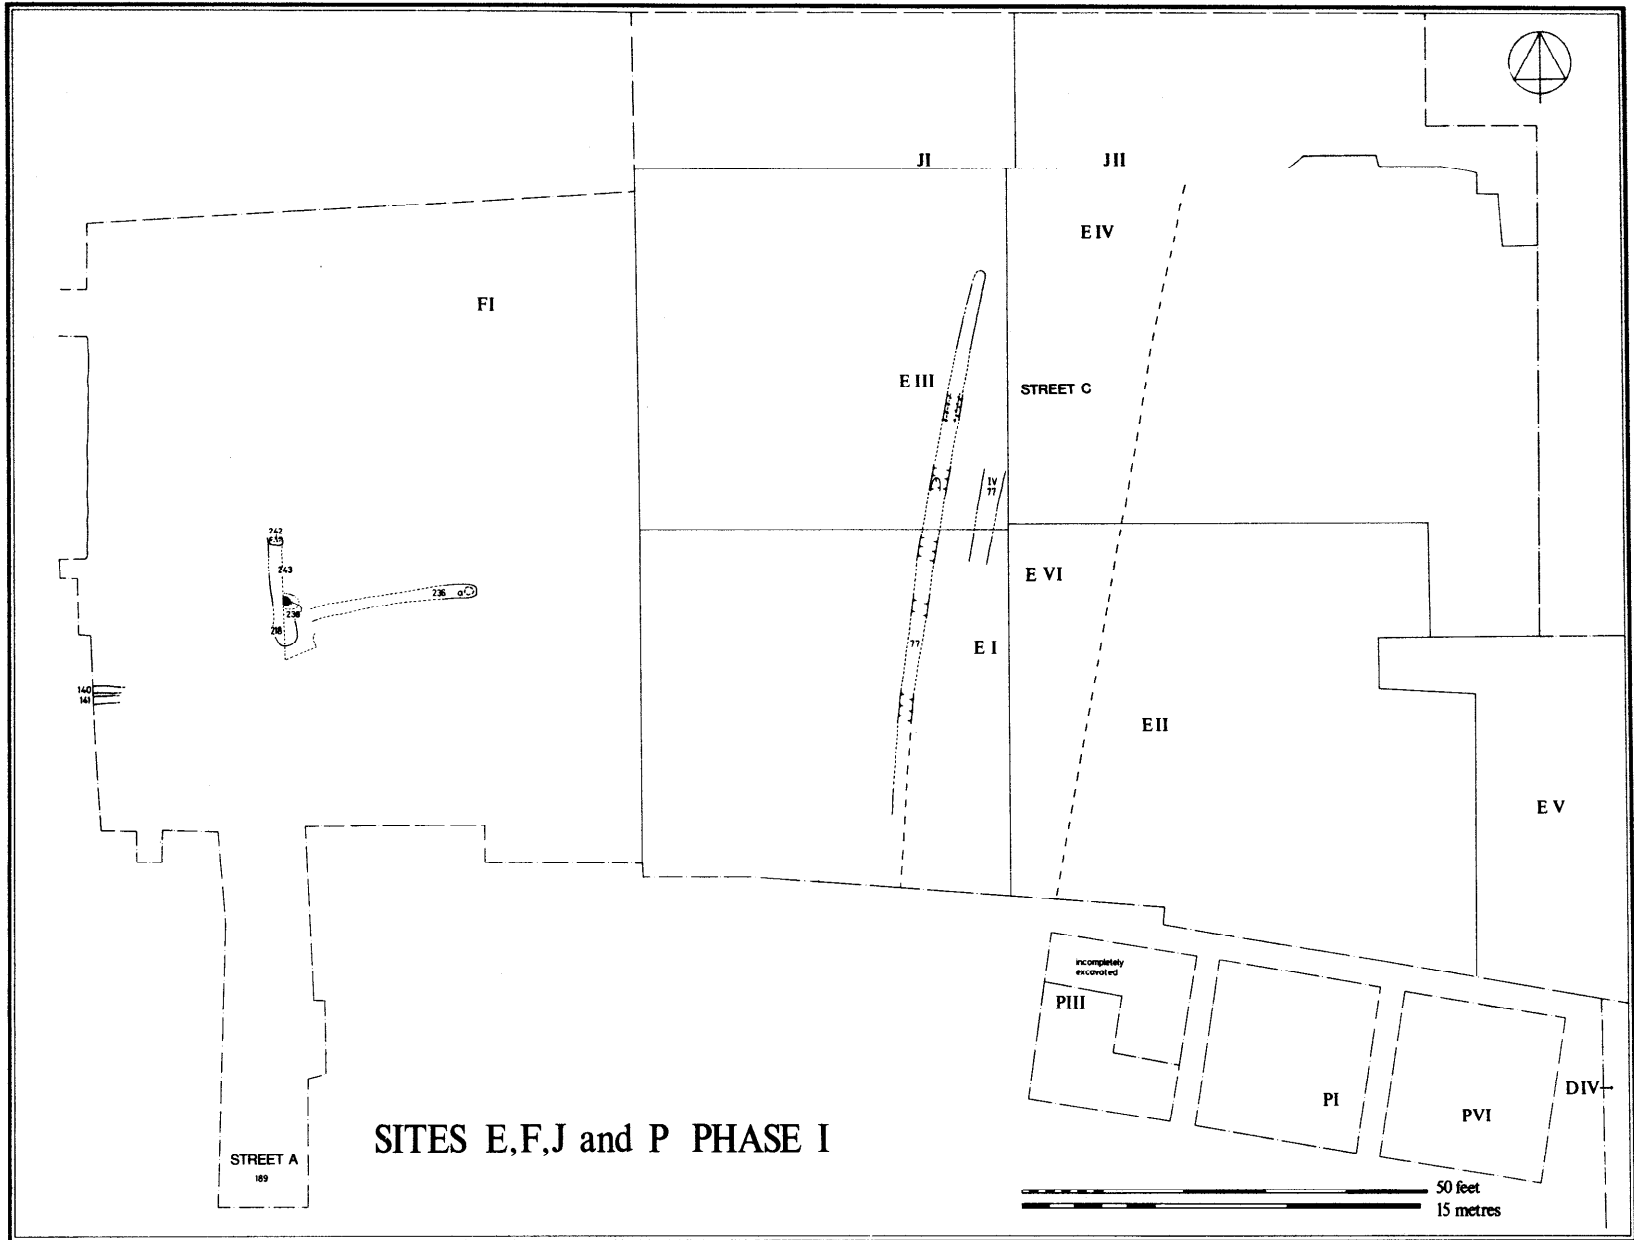 JI
JII
E IV
FI
E III
STREET C
IV
77
242
243
E VI
236
a
238
218
77
E I
140
141
E II
E V
incompletely
excavated
PIII
DIV
PI
PVI
SITES E,F,J and P PHASE I
STREET A
189
50 feet
15 metres